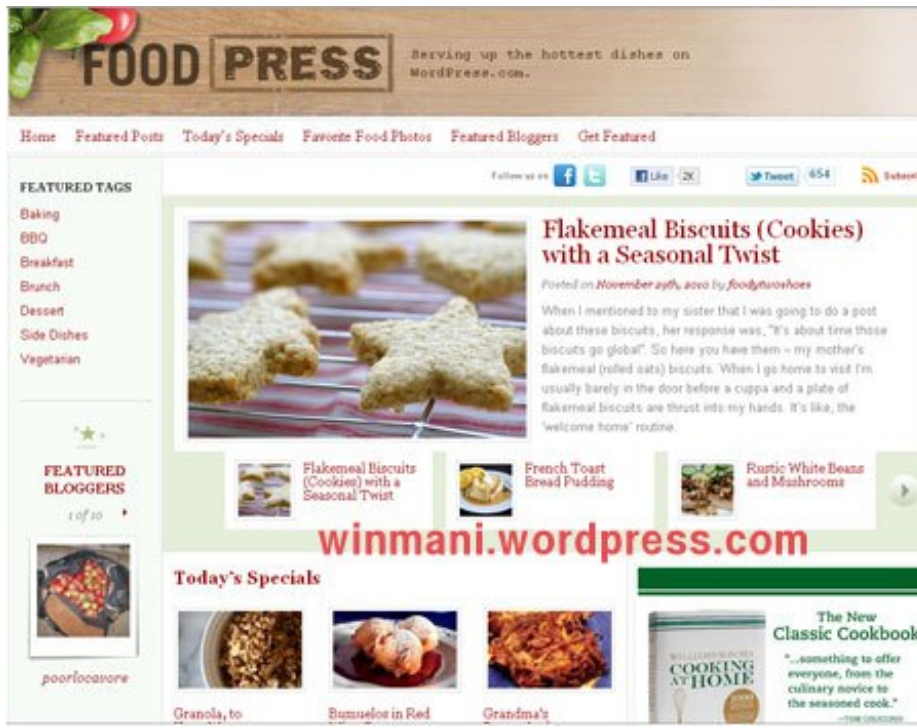 FOOD PRESS
Serving up the hottest dishes on
WordPress.com.
Home Featured Posts Today's Specials Favorite Food Photos Featured Bloggers Get Featured
Follow us on
Like 2K
Tweet 654
FEATURED TAGS
Baking
BBQ
Breakfast
Brunch
Dessert
Side Dishes
Vegetarian
FEATURED
BLOGGERS
1 of 10
poorlocavore
Flakemeal Biscuits (Cookies)
with a Seasonal Twist
Posted on November 29th, 2010 by foodytwoshoes
When I mentioned to my sister that I was going to do a post
about these biscuits, her response was, "It's about time those
biscuits go global". So here you have them – my mother's
flakemeal (rolled oats) biscuits. When I go home to visit I'm
usually barely in the door before a cuppa and a plate of
flakemeal biscuits are thrust into my hands. It's like, the
'welcome home' routine.
Flakemeal Biscuits
(Cookies) with a
Seasonal Twist
French Toast
Bread Pudding
Rustic White Beans
and Mushrooms
winmani.wordpress.com
Today's Specials
Granola, to
Bumuelos in Red
Grandma's
WILLIAMS-SONOMA
COOKING
AT HOME
The New
Classic Cookbook
"...something to offer
everyone, from the
culinary novice to
the seasoned cook."